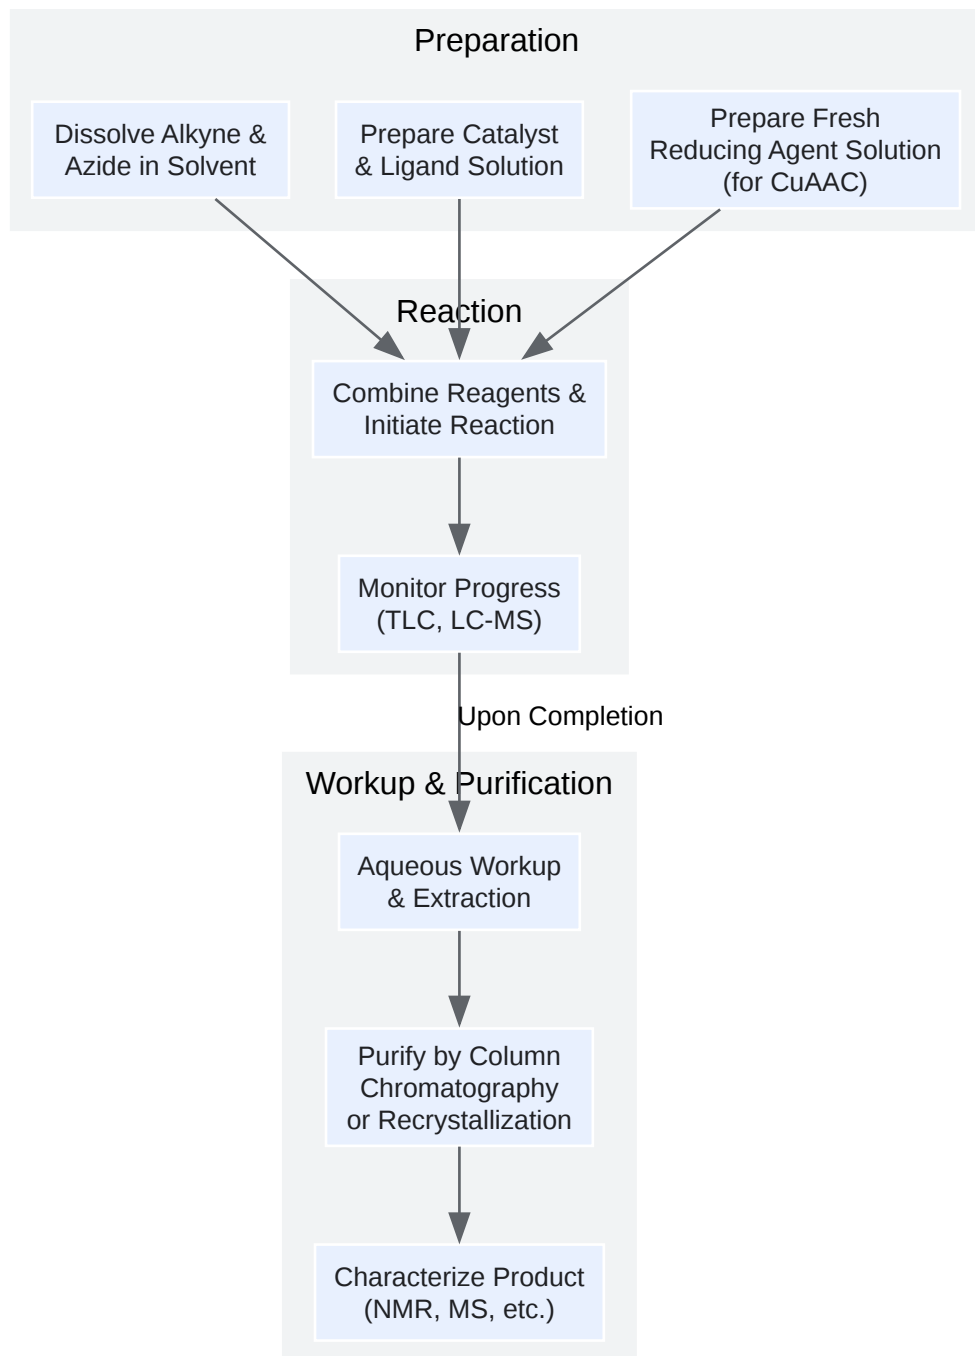 Preparation
Dissolve Alkyne &
Azide in Solvent
Prepare Catalyst
& Ligand Solution
Prepare Fresh
Reducing Agent Solution
(for CuAAC)
Reaction
Combine Reagents &
Initiate Reaction
Monitor Progress
(TLC, LC-MS)
Upon Completion
Workup & Purification
Aqueous Workup
& Extraction
Purify by Column
Chromatography
or Recrystallization
Characterize Product
(NMR, MS, etc.)